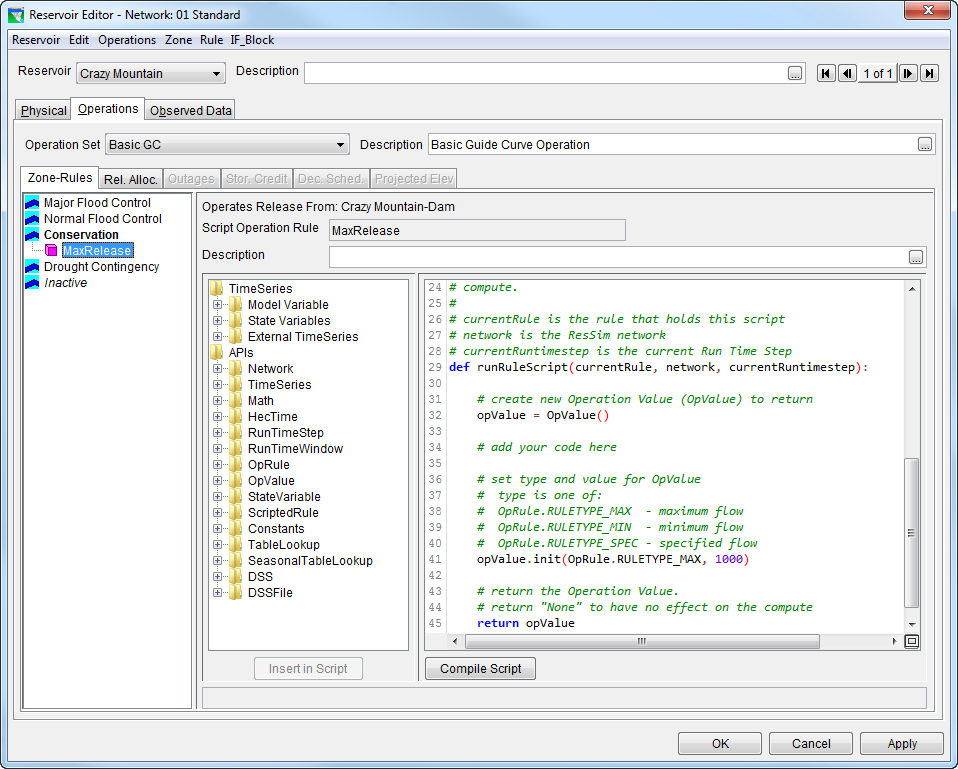 Reservoir Editor - Network: 01 Standard
Reservoir Edit Operations Zone Rule IF_Block
Reservoir Crazy Mountain Description ... 1 of 1
Physical Operations Observed Data
Operation Set Basic GC Description Basic Guide Curve Operation ...
Zone-Rules Rel. Alloc. Outages Stor. Credit Dec. Sched. Projected Elev
Major Flood Control
Normal Flood Control
Conservation
MaxRelease
Drought Contingency
Inactive
Operates Release From: Crazy Mountain-Dam
Script Operation Rule MaxRelease
Description ...
TimeSeries
Model Variable
State Variables
External TimeSeries
APIs
Network
TimeSeries
Math
HecTime
RunTimeStep
RunTimeWindow
OpRule
OpValue
StateVariable
ScriptedRule
Constants
TableLookup
SeasonalTableLookup
DSS
DSSFile
Insert in Script
24 # compute.
25 #
26 # currentRule is the rule that holds this script
27 # network is the ResSim network
28 # currentRuntimestep is the current Run Time Step
29 def runRuleScript(currentRule, network, currentRuntimestep):
30
31 # create new Operation Value (OpValue) to return
32 opValue = OpValue()
33
34 # add your code here
35
36 # set type and value for OpValue
37 # type is one of:
38 # OpRule.RULETYPE_MAX - maximum flow
39 # OpRule.RULETYPE_MIN - minimum flow
40 # OpRule.RULETYPE_SPEC - specified flow
41 opValue.init(OpRule.RULETYPE_MAX, 1000)
42
43 # return the Operation Value.
44 # return "None" to have no effect on the compute
45 return opValue
Compile Script
OK Cancel Apply